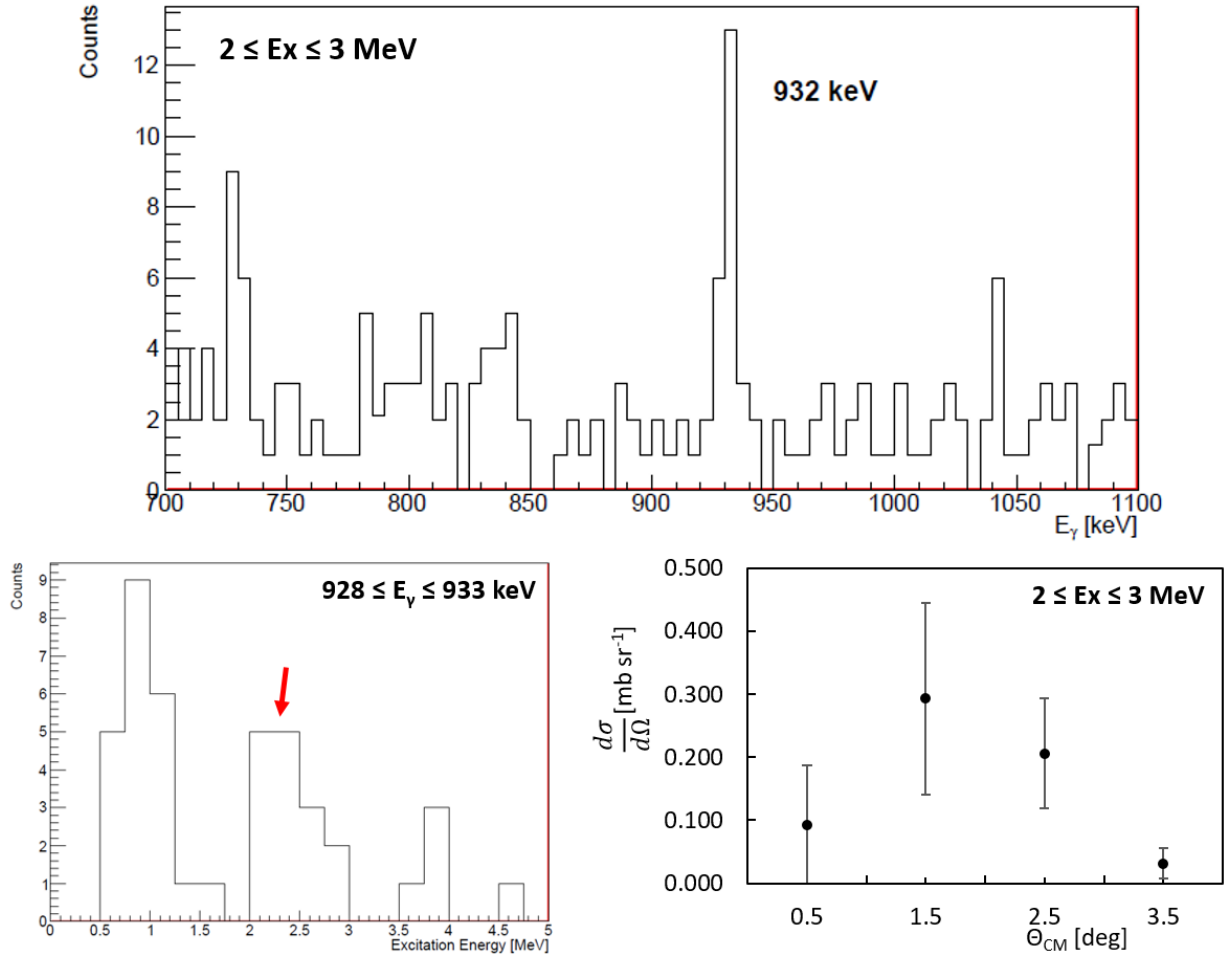 Counts
2 ≤ Ex ≤ 3 MeV
932 keV
12
10
8
6
4
2
0
700 750 800 850 900 950 1000 1050 1100
E_γ [keV]
Counts
928 ≤ E_γ ≤ 933 keV
9
8
7
6
5
4
3
2
1
0
0 0.5 1 1.5 2 2.5 3 3.5 4 4.5 5
Excitation Energy [MeV]
dσ/dΩ [mb sr⁻¹]
2 ≤ Ex ≤ 3 MeV
0.500
0.400
0.300
0.200
0.100
0.000
0.5 1.5 2.5 3.5
Θ_CM [deg]